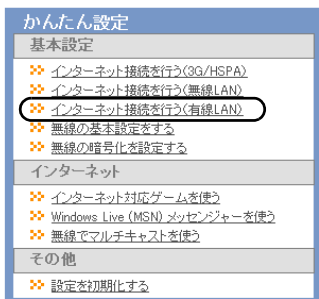 かんたん設定
基本設定
インターネット接続を行う(3G/HSPA)
インターネット接続を行う(無線LAN)
インターネット接続を行う(有線LAN)
無線の基本設定をする
無線の暗号化を設定する
インターネット
インターネット対応ゲームを使う
Windows Live (MSN) メッセンジャーを使う
無線でマルチキャストを使う
その他
設定を初期化する